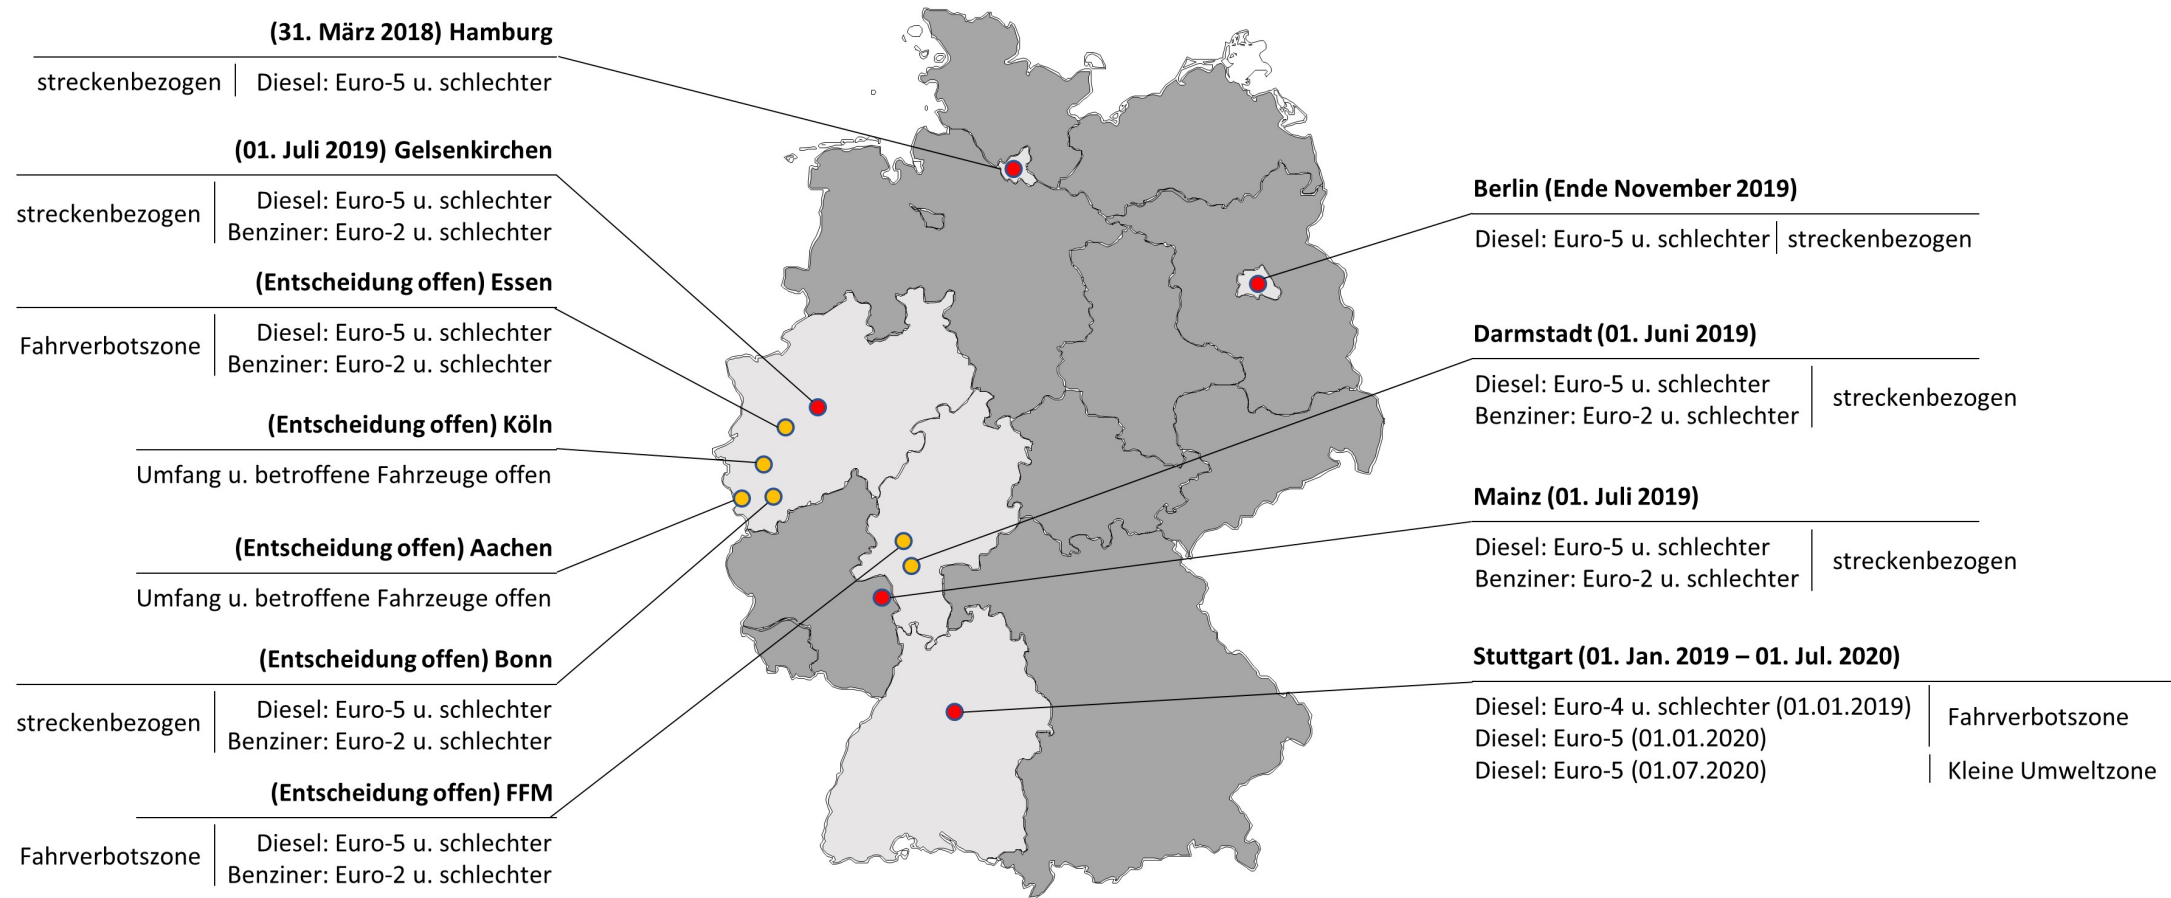 (31. März 2018) Hamburg
streckenbezogen
Diesel: Euro-5 u. schlechter
(01. Juli 2019) Gelsenkirchen
streckenbezogen
Diesel: Euro-5 u. schlechter
Benziner: Euro-2 u. schlechter
(Entscheidung offen) Essen
Fahrverbotszone
Diesel: Euro-5 u. schlechter
Benziner: Euro-2 u. schlechter
(Entscheidung offen) Köln
Umfang u. betroffene Fahrzeuge offen
(Entscheidung offen) Aachen
Umfang u. betroffene Fahrzeuge offen
(Entscheidung offen) Bonn
streckenbezogen
Diesel: Euro-5 u. schlechter
Benziner: Euro-2 u. schlechter
(Entscheidung offen) FFM
Fahrverbotszone
Diesel: Euro-5 u. schlechter
Benziner: Euro-2 u. schlechter
Berlin (Ende November 2019)
Diesel: Euro-5 u. schlechter
streckenbezogen
Darmstadt (01. Juni 2019)
Diesel: Euro-5 u. schlechter
Benziner: Euro-2 u. schlechter
streckenbezogen
Mainz (01. Juli 2019)
Diesel: Euro-5 u. schlechter
Benziner: Euro-2 u. schlechter
streckenbezogen
Stuttgart (01. Jan. 2019 – 01. Jul. 2020)
Diesel: Euro-4 u. schlechter (01.01.2019)
Diesel: Euro-5 (01.01.2020)
Fahrverbotszone
Diesel: Euro-5 (01.07.2020)
Kleine Umweltzone